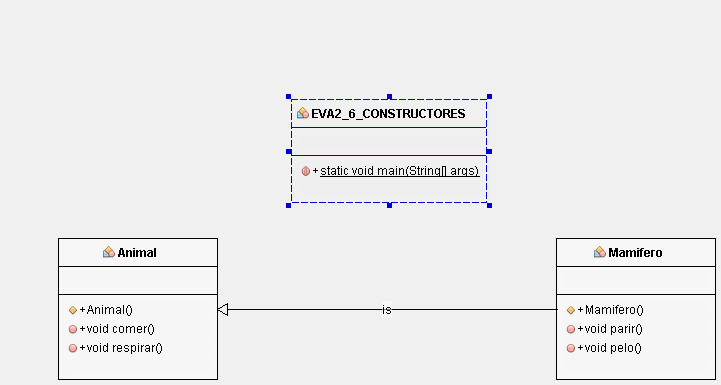 EVA2_6_CONSTRUCTORES
+static void main(String[] args)
Animal
+Animal()
+void comer()
+void respirar()
is
Mamifero
+Mamifero()
+void parir()
+void pelo()